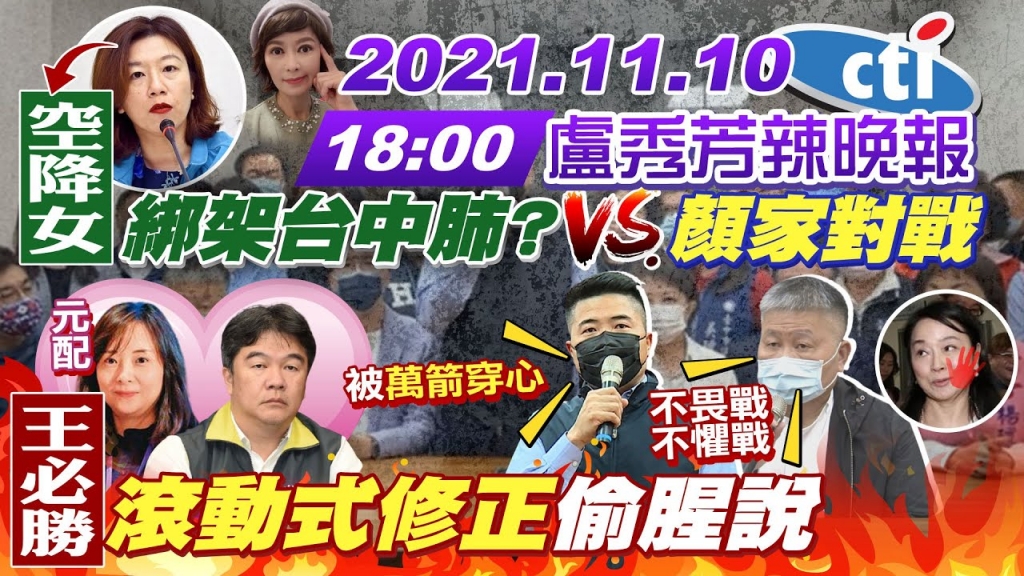 2021.11.10
cti
18:00 盧秀芳辣晚報
空降女
綁架台中肺?VS.顏家對戰
元配
被萬箭穿心
不畏戰
不懼戰
王必勝
滾動式修正偷腥說